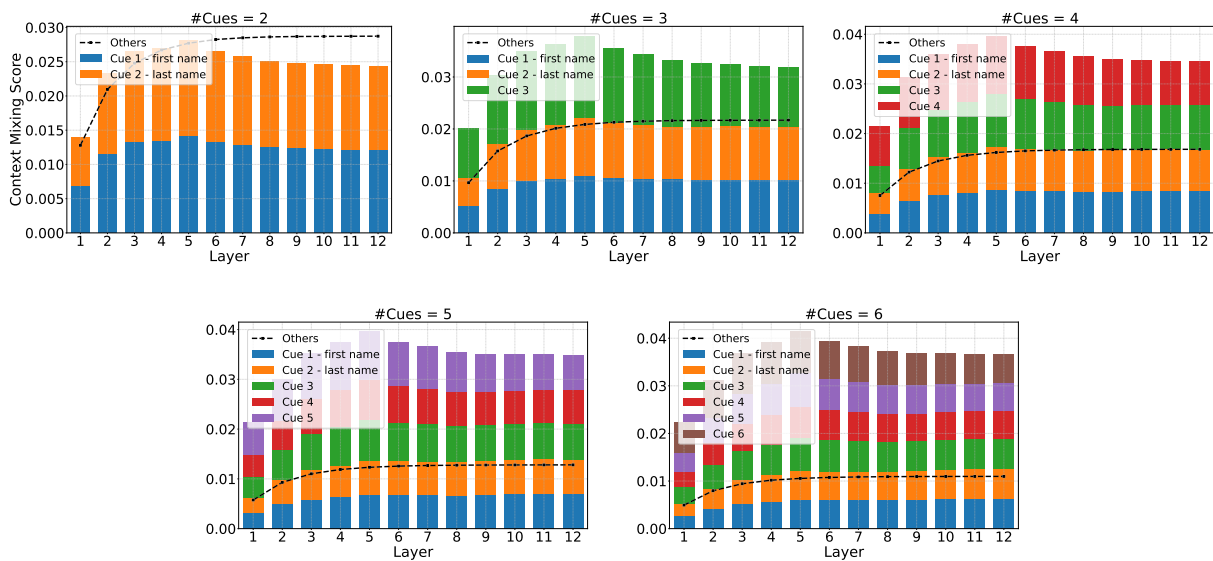 #Cues = 2
0.030
0.025
0.020
0.015
0.010
0.005
0.000
Context Mixing Score
Others
Cue 1 - first name
Cue 2 - last name
1 2 3 4 5 6 7 8 9 10 11 12
Layer
#Cues = 3
0.03
0.02
0.01
0.00
Others
Cue 1 - first name
Cue 2 - last name
Cue 3
1 2 3 4 5 6 7 8 9 10 11 12
Layer
#Cues = 4
0.04
0.03
0.02
0.01
0.00
Others
Cue 1 - first name
Cue 2 - last name
Cue 3
Cue 4
1 2 3 4 5 6 7 8 9 10 11 12
Layer
#Cues = 5
0.04
0.03
0.02
0.01
0.00
Others
Cue 1 - first name
Cue 2 - last name
Cue 3
Cue 4
Cue 5
1 2 3 4 5 6 7 8 9 10 11 12
Layer
#Cues = 6
0.04
0.03
0.02
0.01
0.00
Others
Cue 1 - first name
Cue 2 - last name
Cue 3
Cue 4
Cue 5
Cue 6
1 2 3 4 5 6 7 8 9 10 11 12
Layer